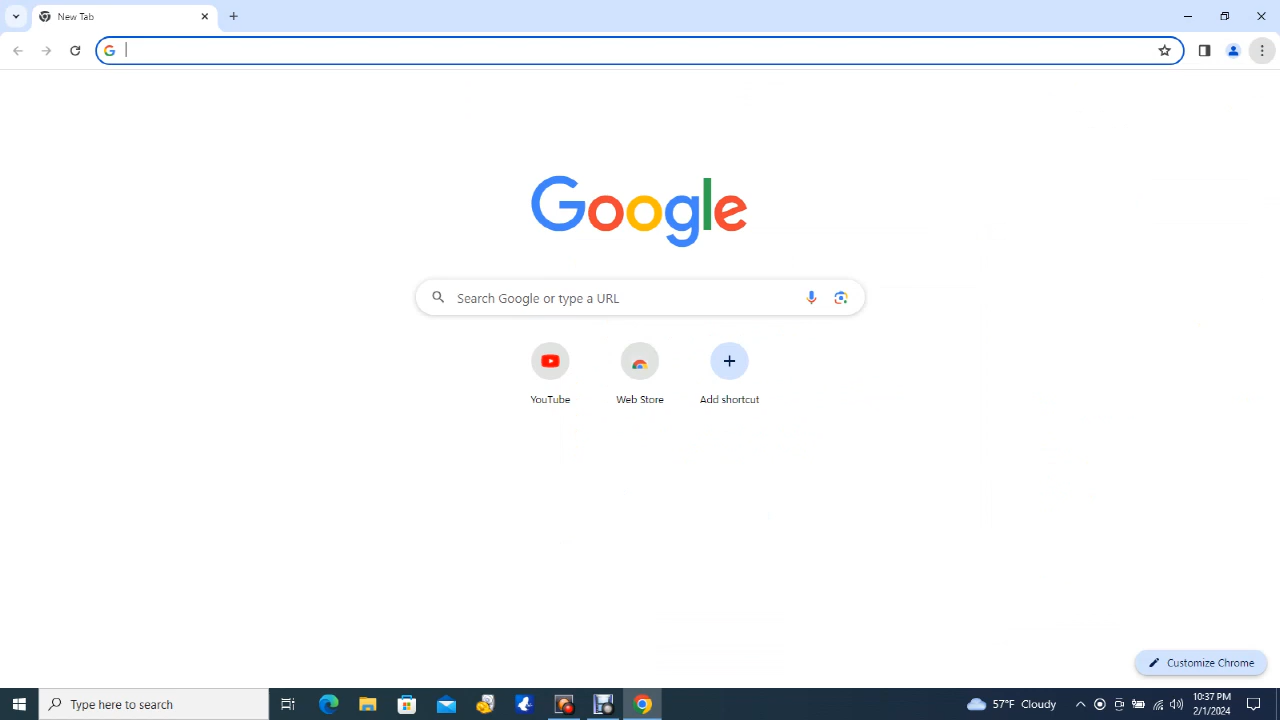 New Tab
Google
Search Google or type a URL
YouTube
Web Store
Add shortcut
Customize Chrome
Type here to search
57°F Cloudy
10:37 PM
2/1/2024